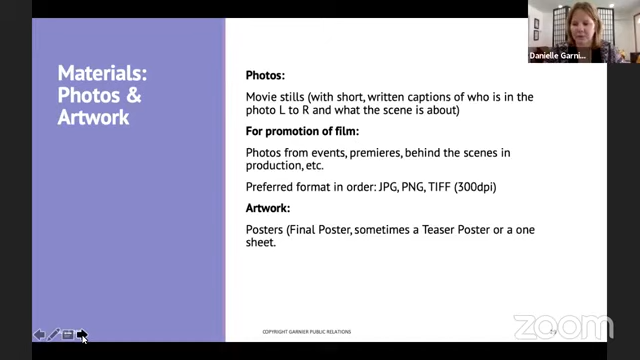 Materials:
Photos &
Artwork
Photos:
Movie stills (with short, written captions of who is in the
photo L to R and what the scene is about)
For promotion of film:
Photos from events, premieres, behind the scenes in
production, etc.
Preferred format in order: JPG, PNG, TIFF (300dpi)
Artwork:
Posters (Final Poster, sometimes a Teaser Poster or a one
sheet.
COPYRIGHT GARNIER PUBLIC RELATIONS
Danielle Garni...
zoom